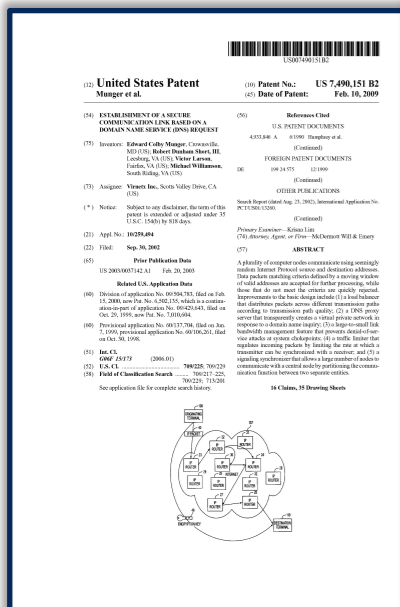 US007490151B2
(12) United States Patent
Munger et al.
(10) Patent No.: US 7,490,151 B2
(45) Date of Patent: Feb. 10, 2009
(54) ESTABLISHMENT OF A SECURE
COMMUNICATION LINK BASED ON A
DOMAIN NAME SERVICE (DNS) REQUEST
(75) Inventors: Edward Colby Munger, Crownsville,
MD (US); Robert Dunham Short, III,
Leesburg, VA (US); Victor Larson,
Fairfax, VA (US); Michael Williamson,
South Riding, VA (US)
(73) Assignee: Virnetx Inc., Scotts Valley Drive, CA
(US)
(*) Notice: Subject to any disclaimer, the term of this
patent is extended or adjusted under 35
U.S.C. 154(b) by 818 days.
(21) Appl. No.: 10/259,494
(22) Filed: Sep. 30, 2002
(65) Prior Publication Data
US 2003/0037142 A1 Feb. 20, 2003
Related U.S. Application Data
(60) Division of application No. 09/504,783, filed on Feb.
15, 2000, now Pat. No. 6,502,135, which is a continua-
tion-in-part of application No. 09/429,643, filed on
Oct. 29, 1999, now Pat. No. 7,010,604.
(60) Provisional application No. 60/137,704, filed on Jun.
7, 1999, provisional application No. 60/106,261, filed
on Oct. 30, 1998.
(51) Int. Cl.
G06F 15/173 (2006.01)
(52) U.S. Cl. 709/225; 709/229
(58) Field of Classification Search 709/217–225,
709/229; 713/201
See application file for complete search history.
(56) References Cited
U.S. PATENT DOCUMENTS
4,933,846 A 6/1990 Humphrey et al.
(Continued)
FOREIGN PATENT DOCUMENTS
DE 199 24 575 12/1999
(Continued)
OTHER PUBLICATIONS
Search Report (dated Aug. 23, 2002), International Application No.
PCT/US01/13260.
(Continued)
Primary Examiner—Krisna Lim
(74) Attorney, Agent, or Firm—McDermott Will & Emery
(57) ABSTRACT
A plurality of computer nodes communicate using seemingly
random Internet Protocol source and destination addresses.
Data packets matching criteria defined by a moving window
of valid addresses are accepted for further processing, while
those that do not meet the criteria are quickly rejected.
Improvements to the basic design include (1) a load balancer
that distributes packets across different transmission paths
according to transmission path quality; (2) a DNS proxy
server that transparently creates a virtual private network in
response to a domain name inquiry; (3) a large-to-small link
bandwidth management feature that prevents denial-of-ser-
vice attacks at system chokepoints; (4) a traffic limiter that
regulates incoming packets by limiting the rate at which a
transmitter can be synchronized with a receiver; and (5) a
signaling synchronizer that allows a large number of nodes to
communicate with a central node by partitioning the commu-
nication function between two separate entities.
16 Claims, 35 Drawing Sheets
ORIGINATING
TERMINAL
IP PACKET
IP
ROUTER
IP
ROUTER
IP
ROUTER
IP
ROUTER
IP
ROUTER
IP
ROUTER
INTERNET
IP
ROUTER
IP
ROUTER
IP
ROUTER
IP
ROUTER
IP
ROUTER
ENCRYPTION KEY
DESTINATION
TERMINAL